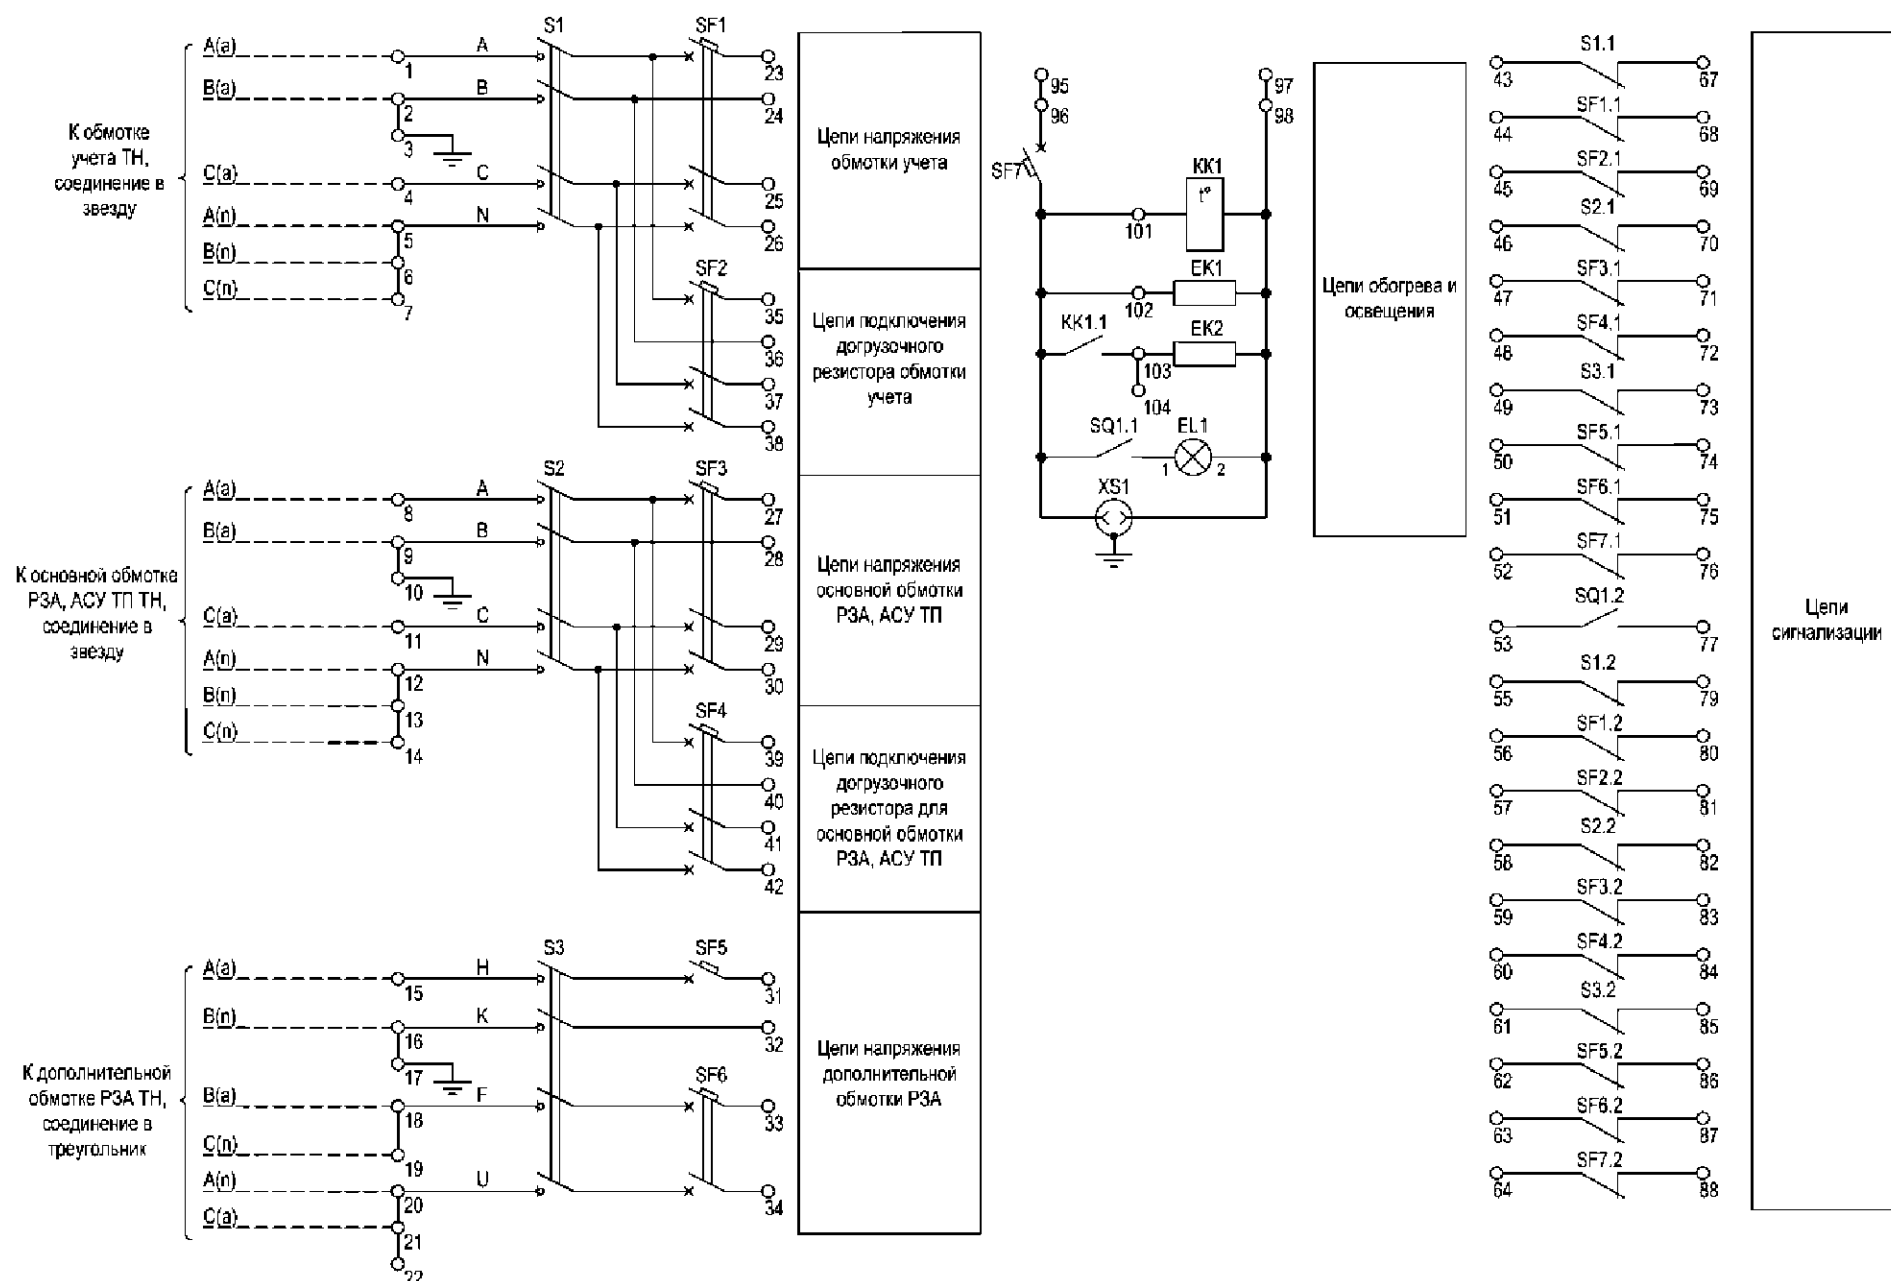 К обмотке
учета ТН,
соединение в
звезду
A(a)
B(a)
C(a)
A(n)
B(n)
C(n)
1
2
3
4
5
6
7
A
B
C
N
S1
SF1
23
24
25
26
SF2
35
36
37
38
Цепи напряжения
обмотки учета
Цепи подключения
догрузочного
резистора обмотки
учета
К основной обмотке
РЗА, АСУ ТП ТН,
соединение в
звезду
A(a)
B(a)
C(a)
A(n)
B(n)
C(n)
8
9
10
11
12
13
14
A
B
C
N
S2
SF3
27
28
29
30
SF4
39
40
41
42
Цепи напряжения
основной обмотки
РЗА, АСУ ТП
Цепи подключения
догрузочного
резистора для
основной обмотки
РЗА, АСУ ТП
К дополнительной
обмотке РЗА ТН,
соединение в
треугольник
A(a)
B(n)
B(a)
C(n)
A(n)
C(a)
15
16
17
18
19
20
21
22
H
K
F
U
S3
SF5
31
32
SF6
33
34
Цепи напряжения
дополнительной
обмотки РЗА
95
96
97
98
SF7
KK1
t°
101
EK1
102
KK1.1
EK2
103
104
SQ1.1
EL1
1
2
XS1
Цепи обогрева и
освещения
S1.1
43
67
SF1.1
44
68
SF2.1
45
69
S2.1
46
70
SF3.1
47
71
SF4.1
48
72
S3.1
49
73
SF5.1
50
74
SF6.1
51
75
SF7.1
52
76
SQ1.2
53
77
S1.2
55
79
SF1.2
56
80
SF2.2
57
81
S2.2
58
82
SF3.2
59
83
SF4.2
60
84
S3.2
61
85
SF5.2
62
86
SF6.2
63
87
SF7.2
64
88
Цепи
сигнализации